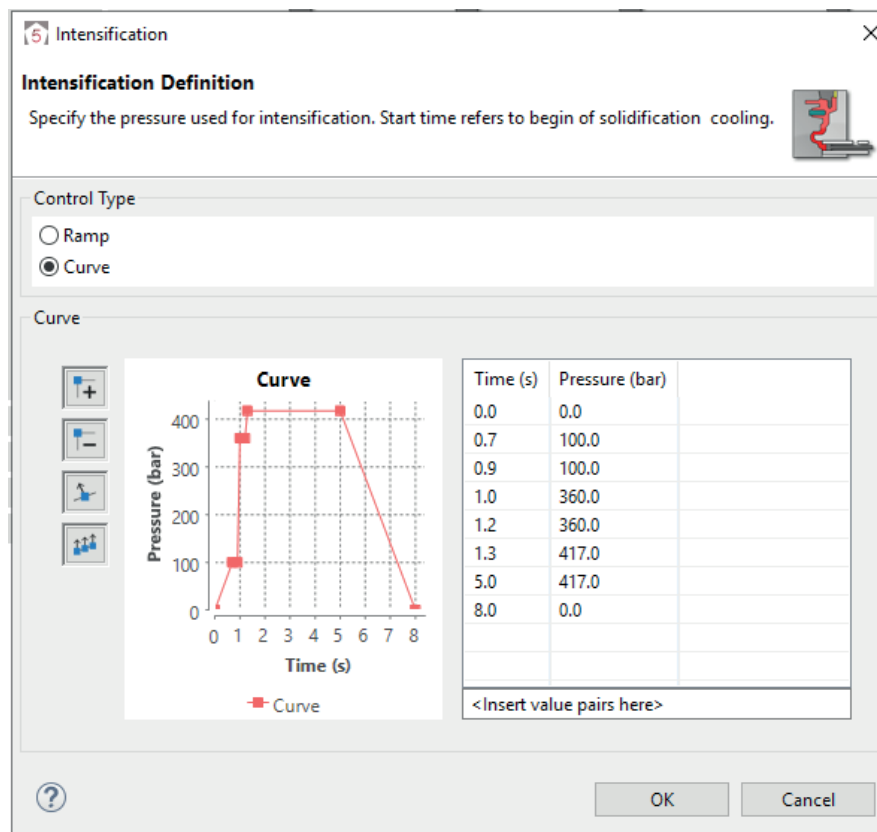 5 Intensification
Intensification Definition
Specify the pressure used for intensification. Start time refers to begin of solidification cooling.
Control Type
Ramp
Curve
Curve
Curve
Pressure (bar)
400
300
200
100
0
0 1 2 3 4 5 6 7 8
Time (s)
Curve
Time (s) Pressure (bar)
0.0 0.0
0.7 100.0
0.9 100.0
1.0 360.0
1.2 360.0
1.3 417.0
5.0 417.0
8.0 0.0
<Insert value pairs here>
?
OK Cancel